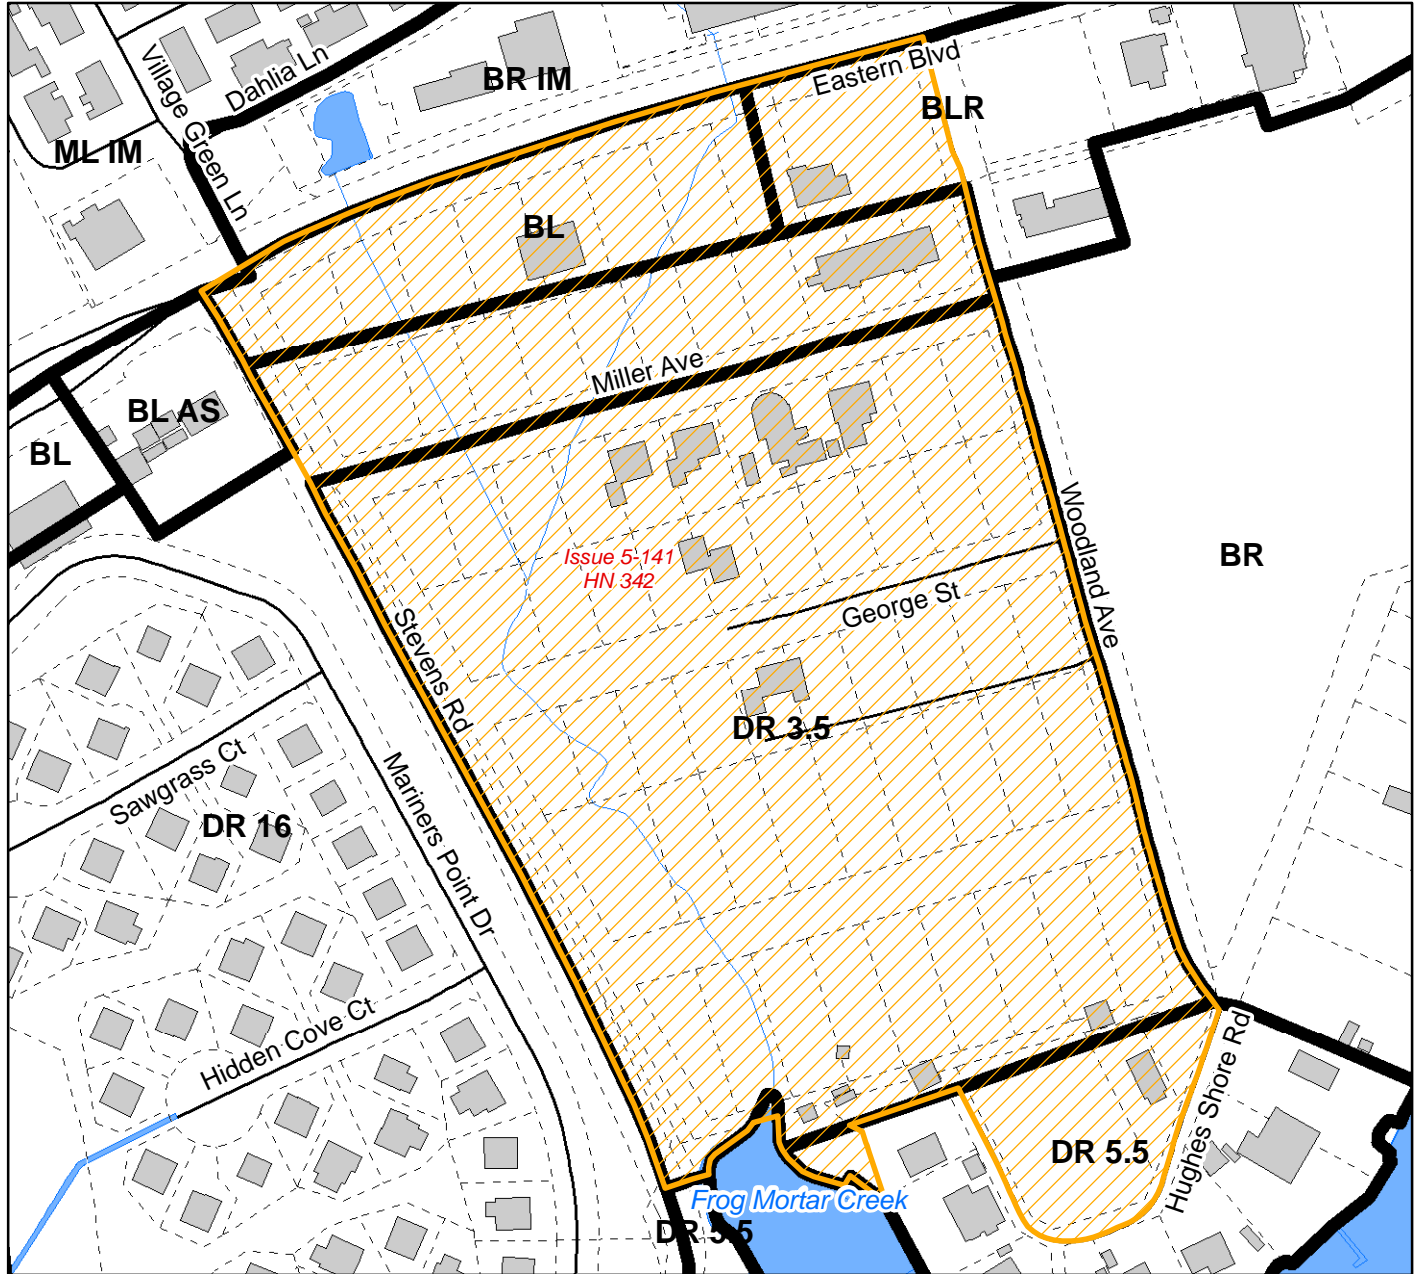 Eastern Blvd
Village Green Ln
Dahlia Ln
BR IM
BLR
ML IM
BL
Miller Ave
BL AS
BL
Woodland Ave
BR
Issue 5-141
HN 342
George St
Stevens Rd
DR 3.5
Sawgrass Ct
Mariners Point Dr
DR 16
Hidden Cove Ct
Hughes Shore Rd
DR 5.5
Frog Mortar Creek
DR 5.5